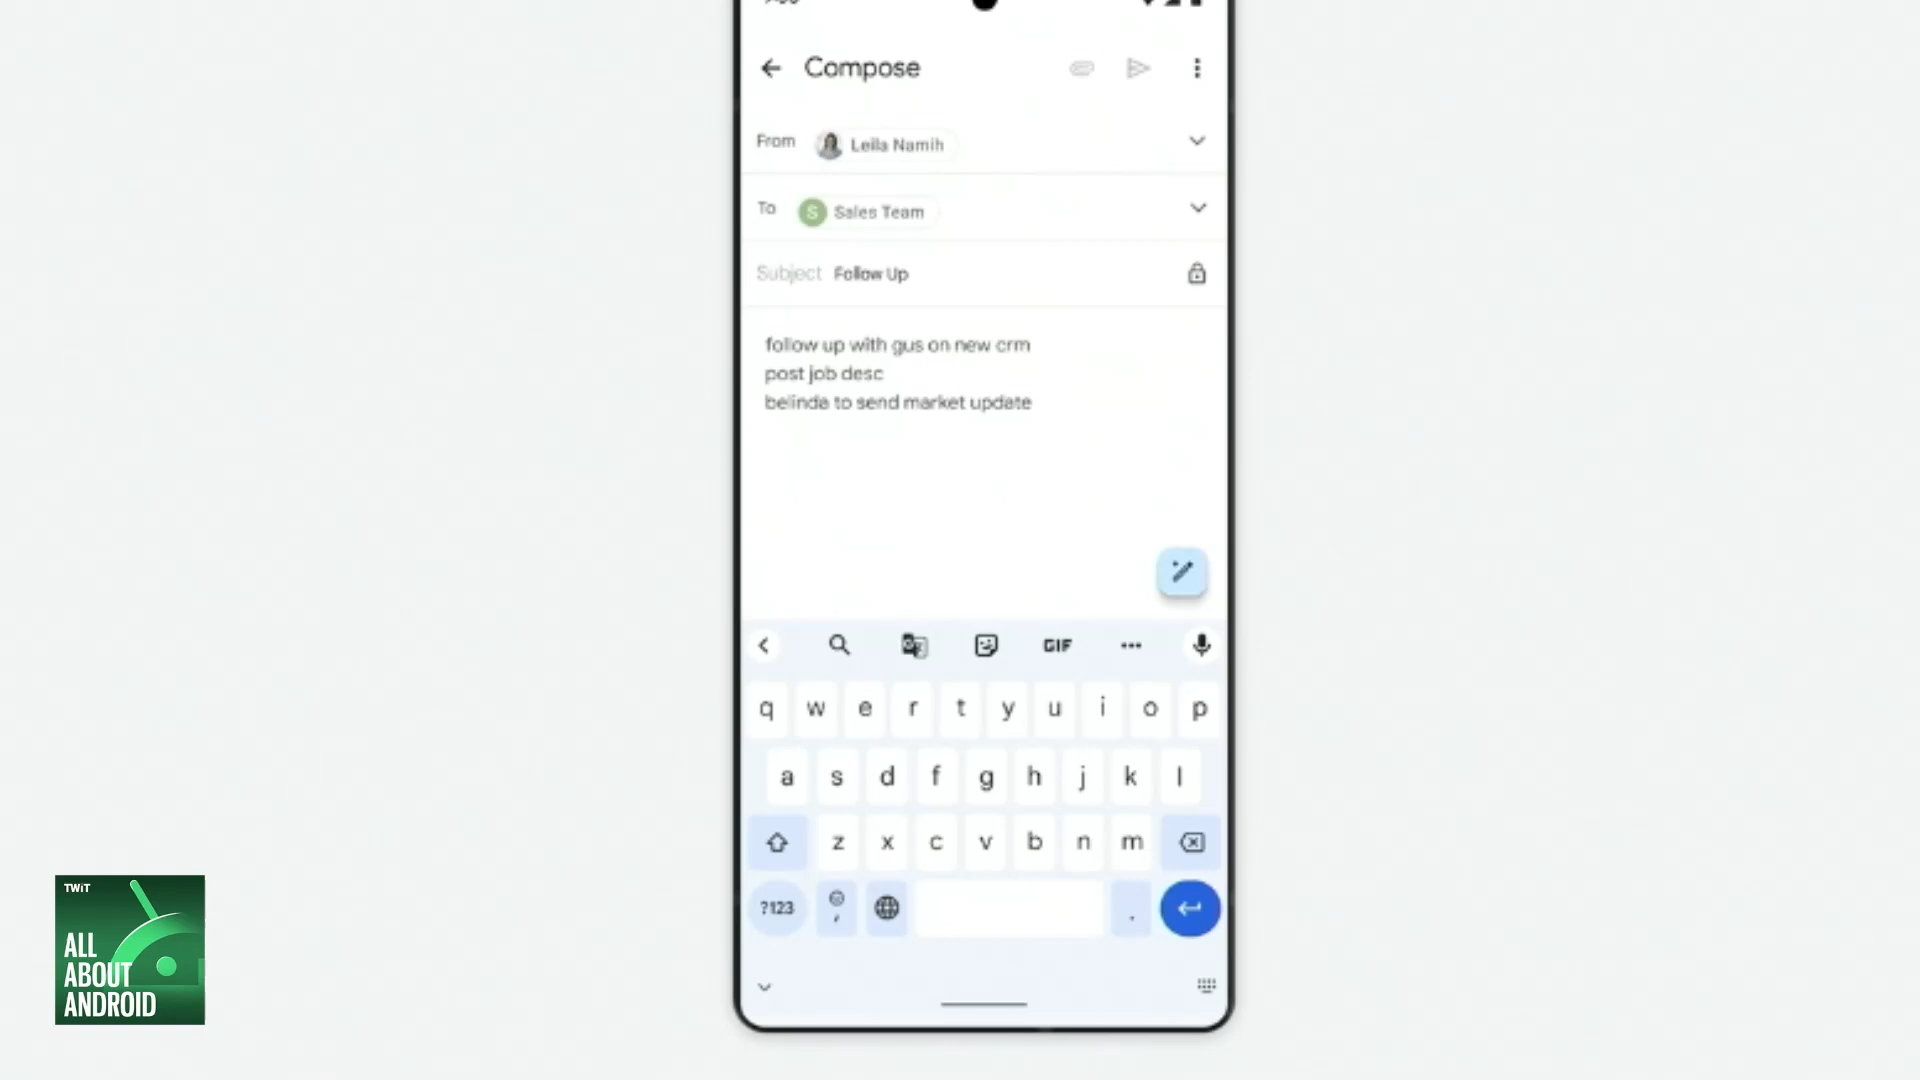 Compose
From Leila Namih
To S Sales Team
Subject Follow Up
follow up with gus on new crm
post job desc
belinda to send market update
GIF
q w e r t y u i o p
a s d f g h j k l
z x c v b n m
?123 , .
TWiT
ALL
ABOUT
ANDROID